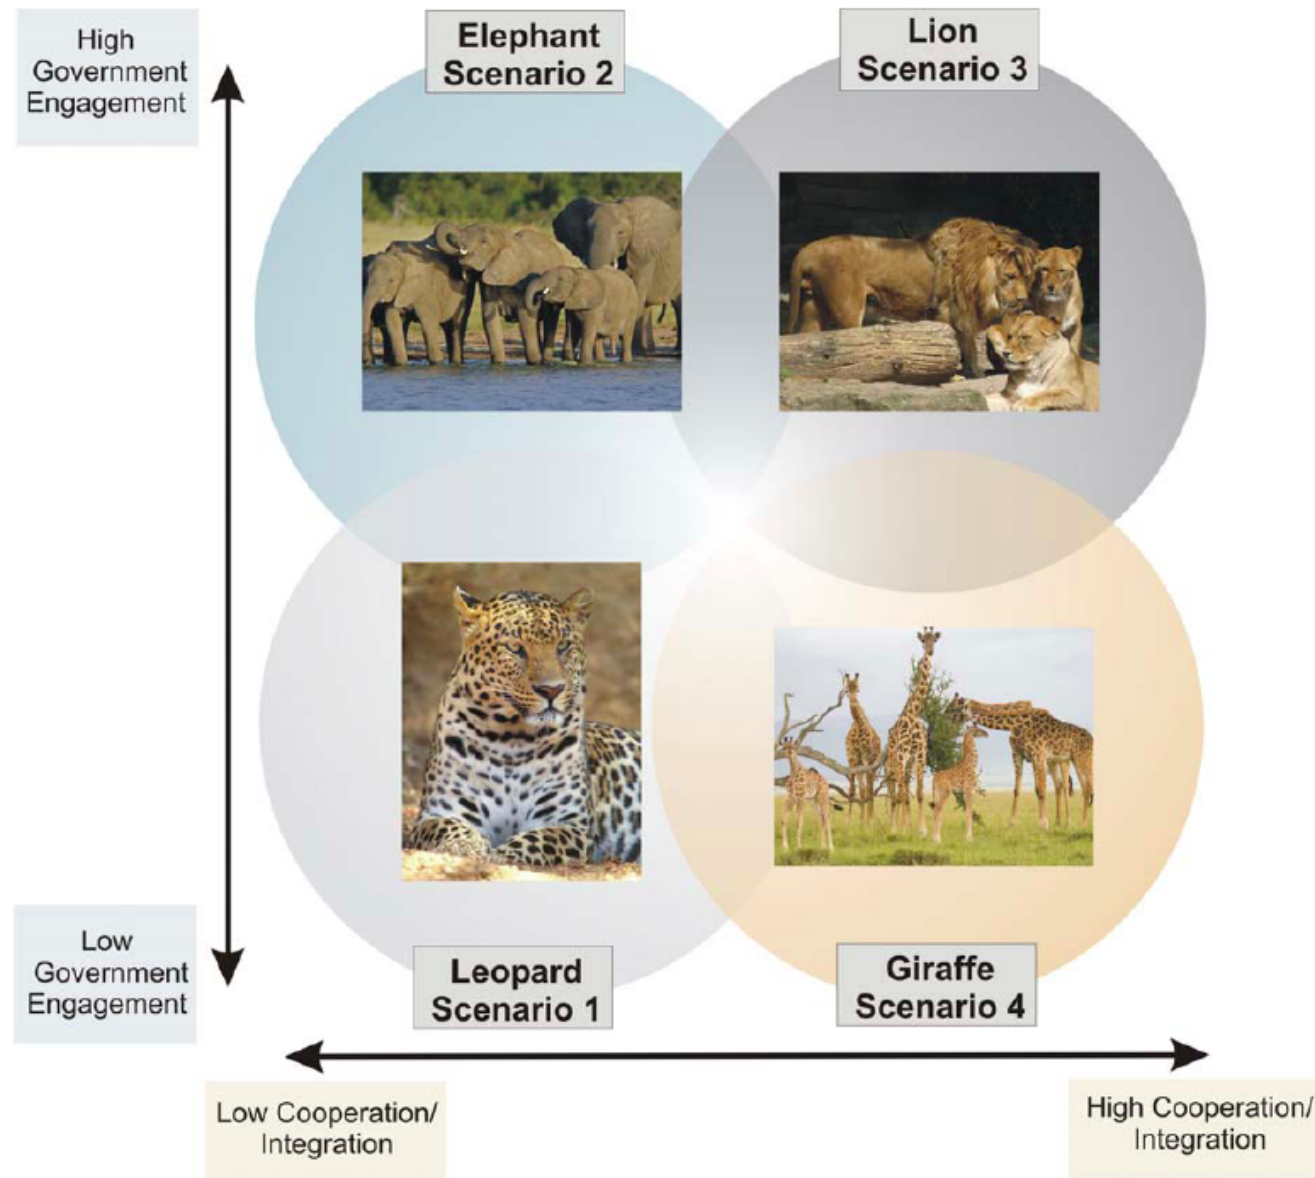 High
Government
Engagement
Elephant
Scenario 2
Lion
Scenario 3
Low
Government
Engagement
Leopard
Scenario 1
Giraffe
Scenario 4
Low Cooperation/
Integration
High Cooperation/
Integration